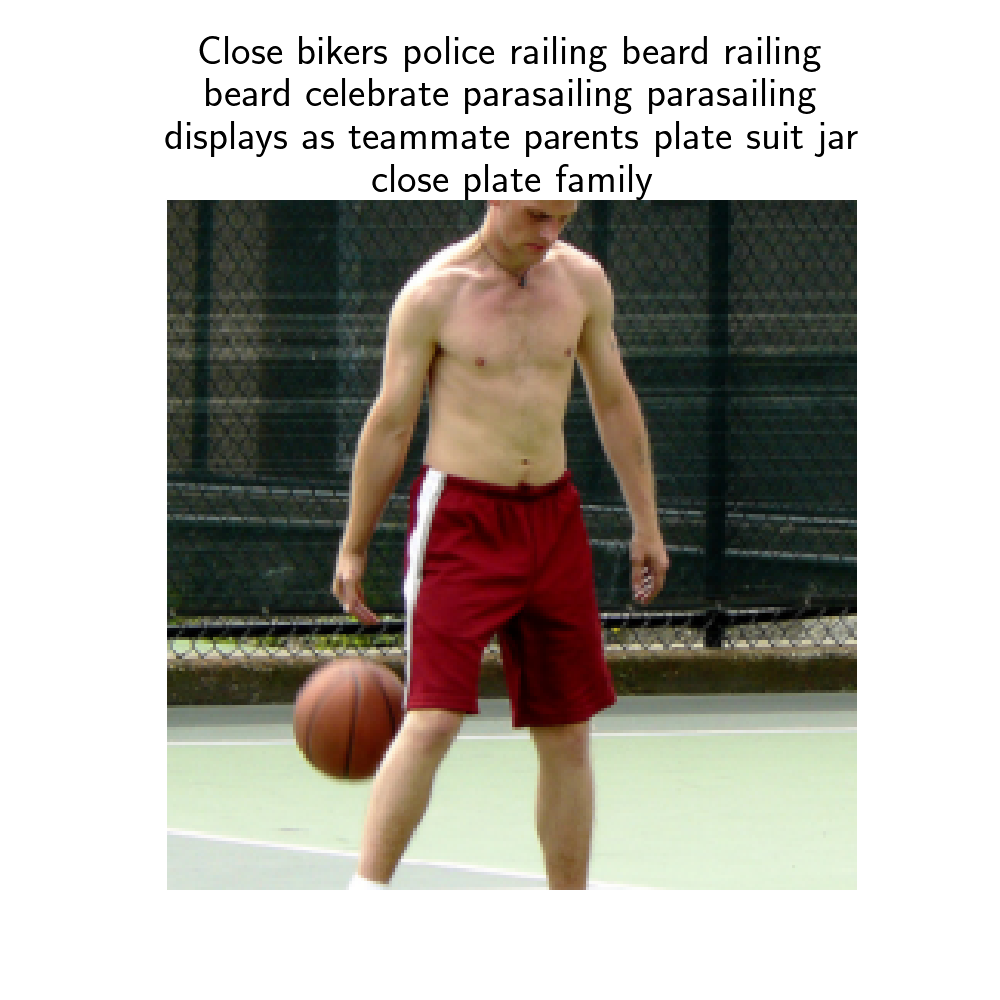 Close bikers police railing beard railing
beard celebrate parasailing parasailing
displays as teammate parents plate suit jar
close plate family